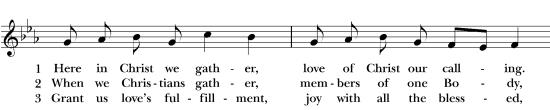 1 Here in Christ we gath - er, love of Christ our call - ing.
2 When we Chris - tians gath - er, mem - bers of one Bo - dy,
3 Grant us love's ful - fill - ment, joy with all the bless - ed,